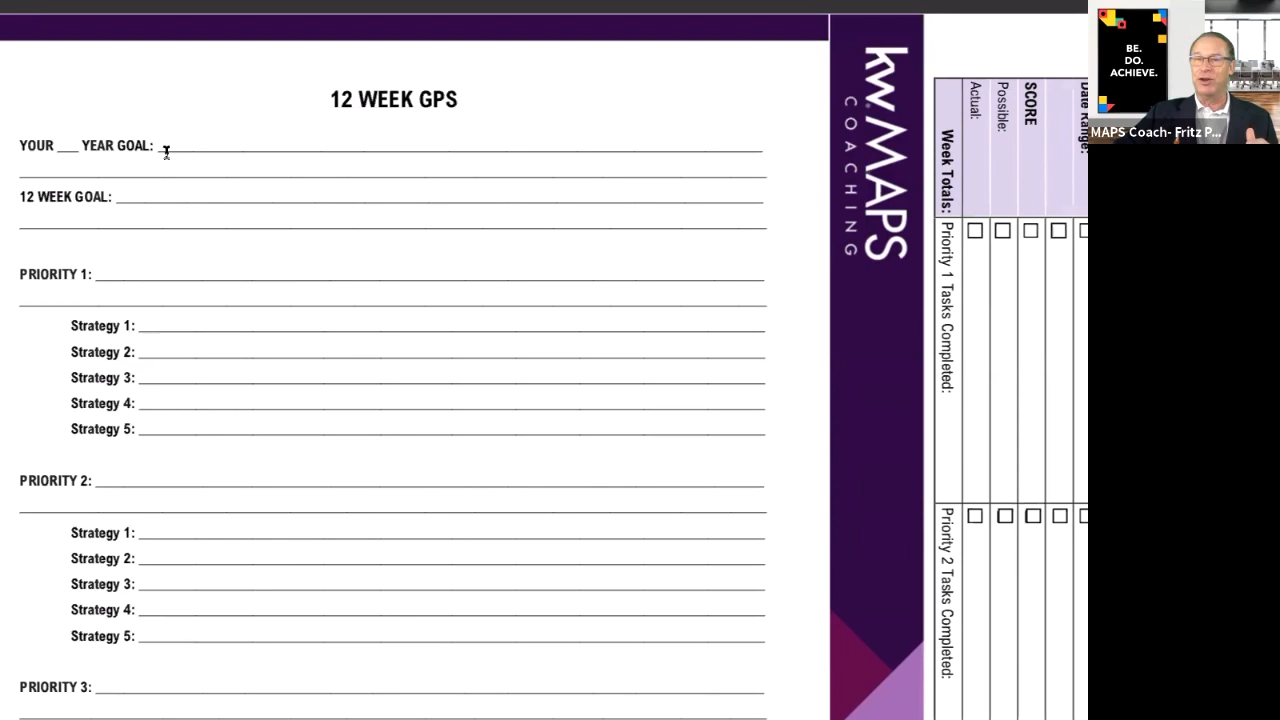 12 WEEK GPS
YOUR ___ YEAR GOAL:
12 WEEK GOAL:
PRIORITY 1:
Strategy 1:
Strategy 2:
Strategy 3:
Strategy 4:
Strategy 5:
PRIORITY 2:
Strategy 1:
Strategy 2:
Strategy 3:
Strategy 4:
Strategy 5:
PRIORITY 3:
kw MAPS
COACHING
Date Range:
SCORE
Possible:
Actual:
Week Totals:
Priority 1 Tasks Completed:
Priority 2 Tasks Completed:
BE.
DO.
ACHIEVE.
MAPS Coach- Fritz P...